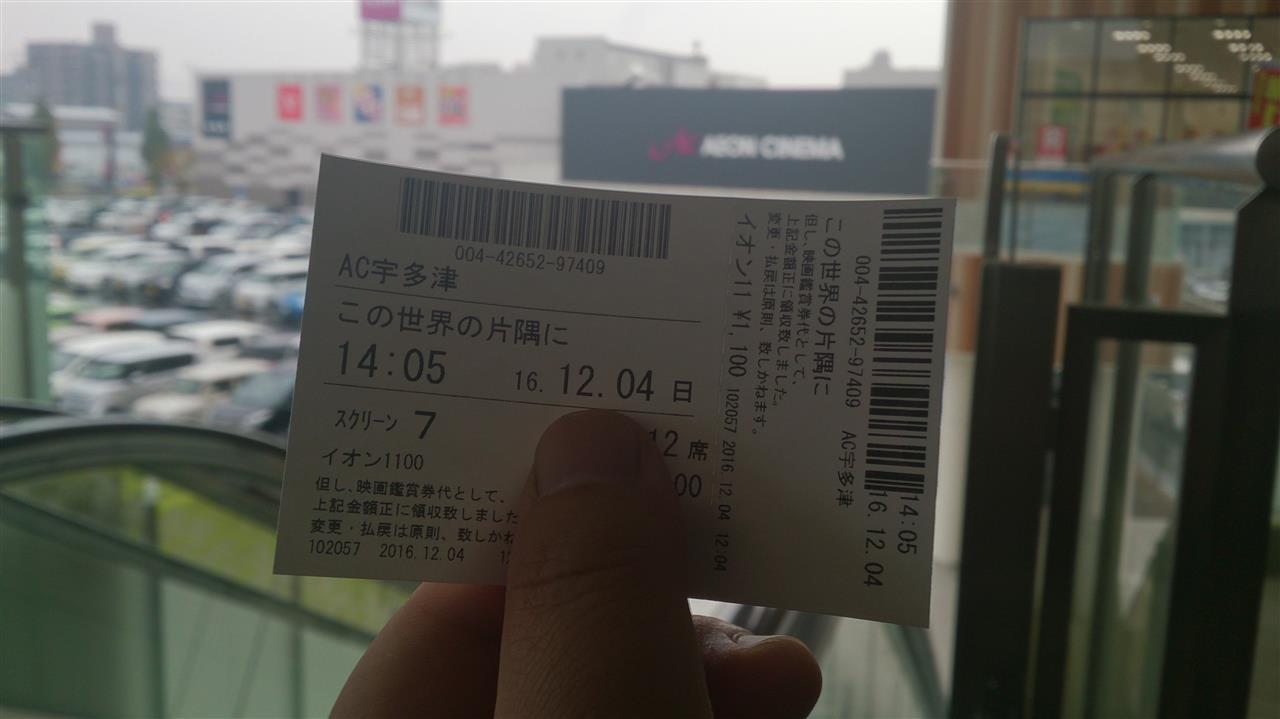 AEON CINEMA
004-42652-97409
AC宇多津
この世界の片隅に
14:05 16.12.04 日
スクリーン 7
12 席
イオン1100
00
但し、映画鑑賞券代として、
上記金額正に領収致しました
変更・払戻は原則、致しかね
102057 2016.12.04
004-42652-97409 AC宇多津
14:05
16.12.04
この世界の片隅に
但し、映画鑑賞券代として、
上記金額正に領収致しました。
変更・払戻は原則、致しかねます。
イオン11 ¥1,100 102057 2016.12.04 12:04